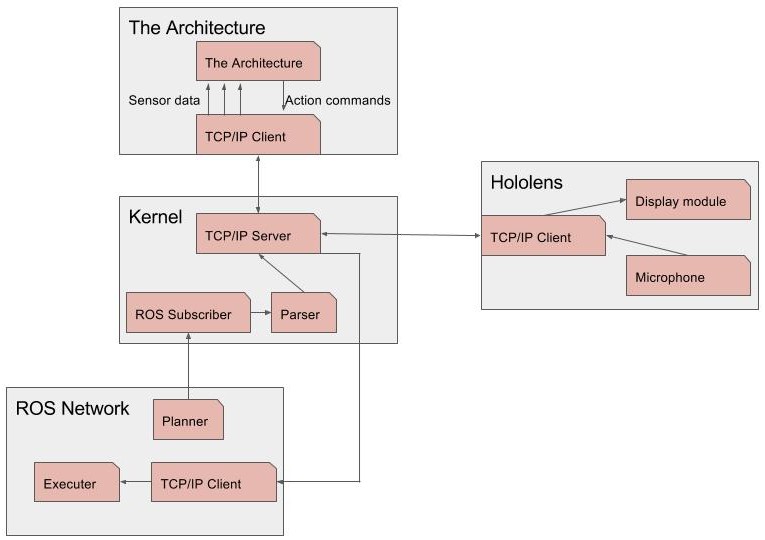 The Architecture
The Architecture
Sensor data
Action commands
TCP/IP Client
Hololens
Display module
Kernel
TCP/IP Server
TCP/IP Client
Microphone
ROS Subscriber
Parser
ROS Network
Planner
Executer
TCP/IP Client